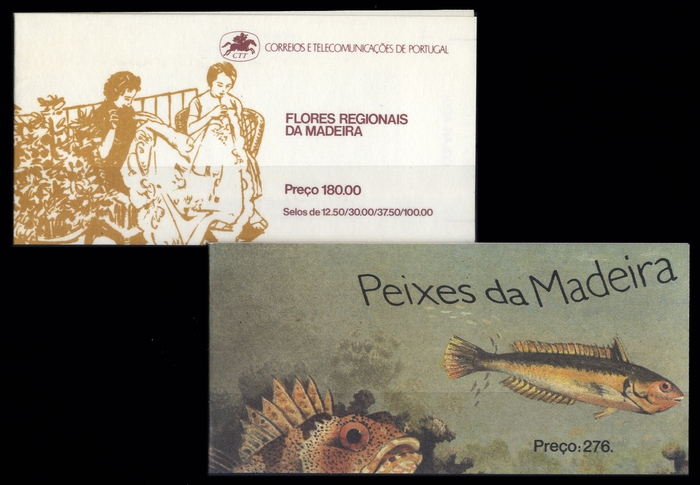 CTT
CORREIOS E TELECOMUNICAÇÕES DE PORTUGAL
FLORES REGIONAIS
DA MADEIRA
Preço 180.00
Selos de 12.50/30.00/37.50/100.00
Peixes da Madeira
Preço:276.